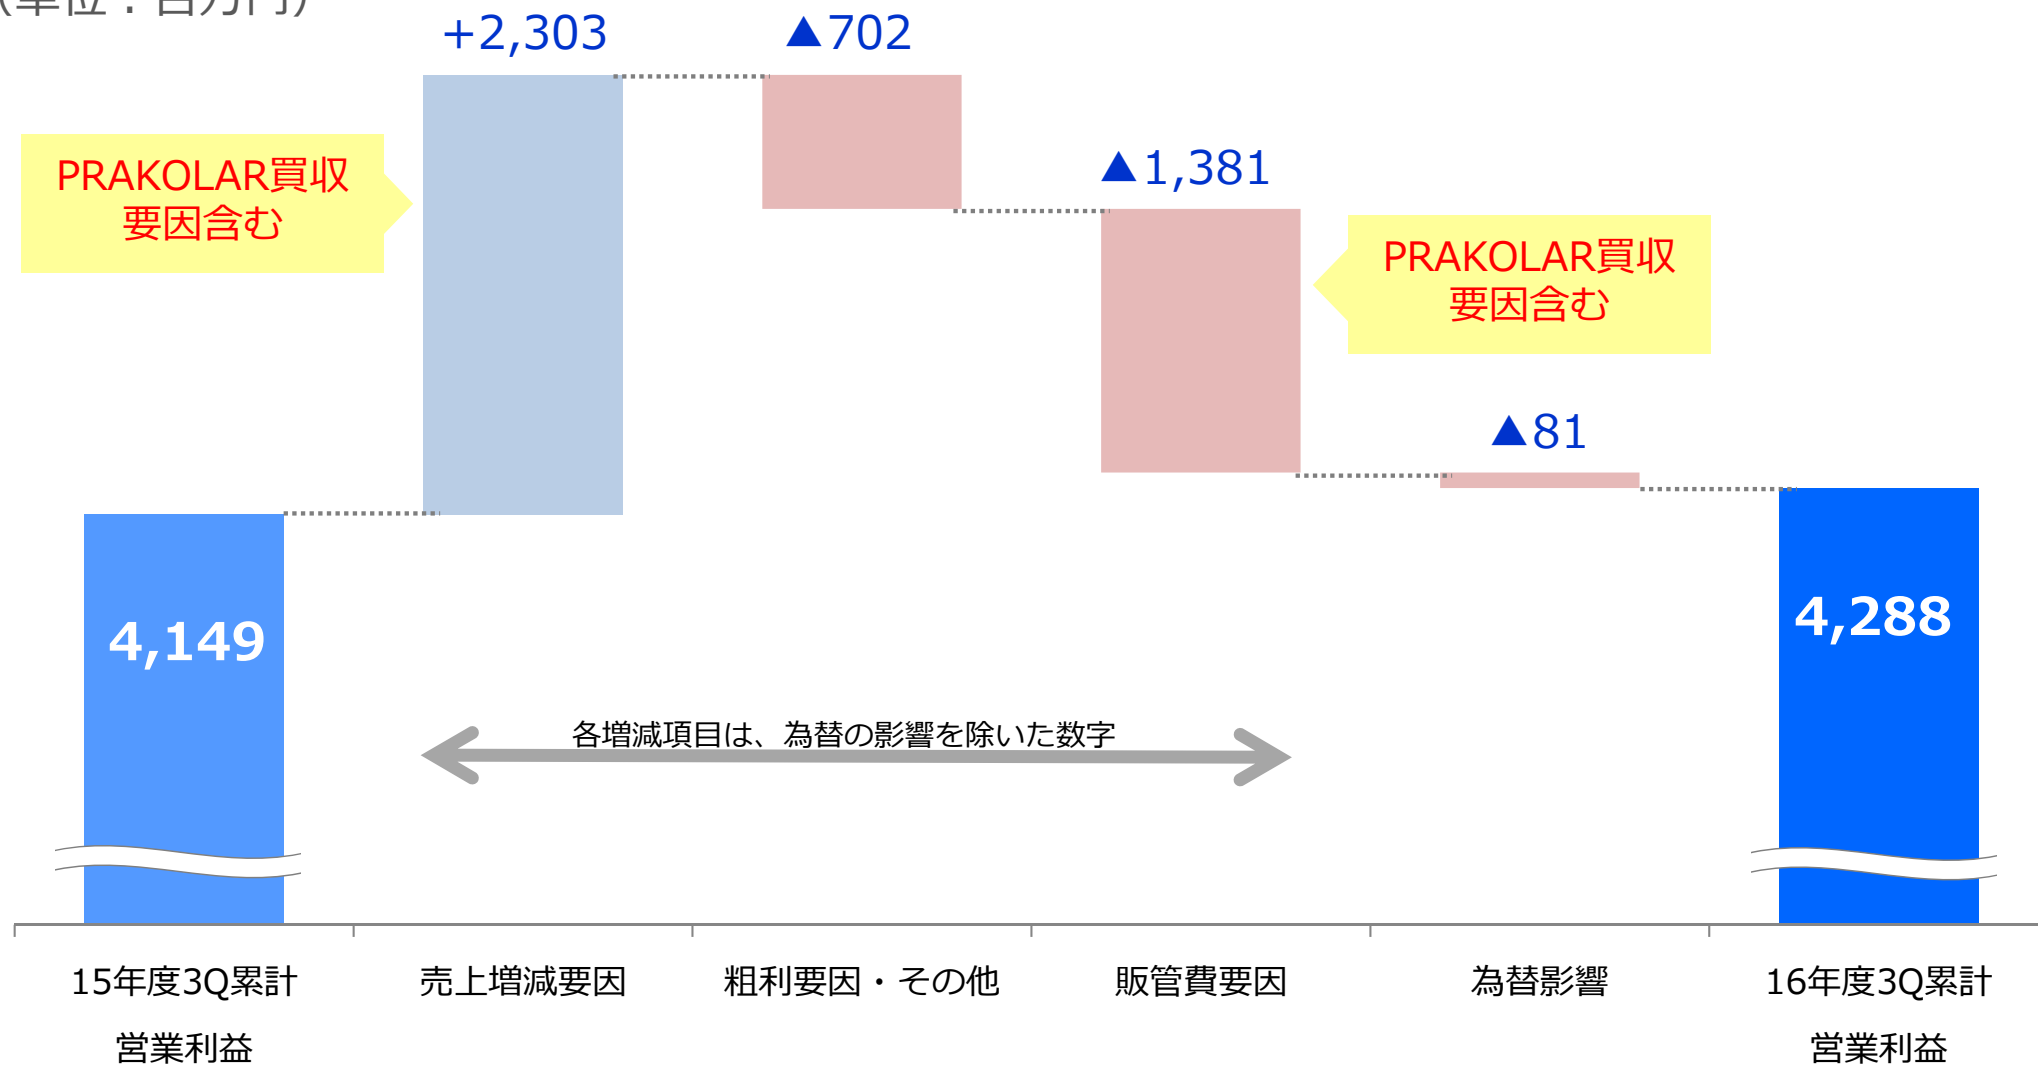 (単位：百万円)
+2,303
▲702
PRAKOLAR買収
要因含む
▲1,381
PRAKOLAR買収
要因含む
▲81
4,149
4,288
各増減項目は、為替の影響を除いた数字
15年度3Q累計
営業利益
売上増減要因
粗利要因・その他
販管費要因
為替影響
16年度3Q累計
営業利益